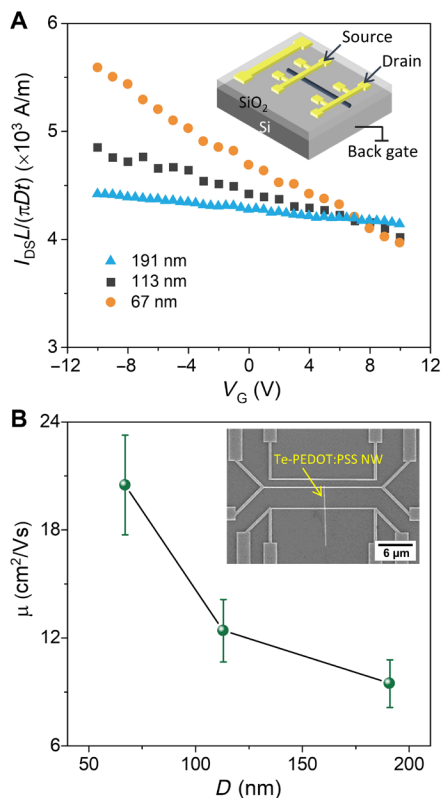 A
I_DS L/(πDt) (×10³ A/m)
6
5
4
3
−12
−8
−4
0
4
8
12
V_G (V)
191 nm
113 nm
67 nm
Source
Drain
SiO₂
Si
Back gate
B
μ (cm²/Vs)
24
18
12
6
50
100
150
200
D (nm)
Te-PEDOT:PSS NW
6 μm